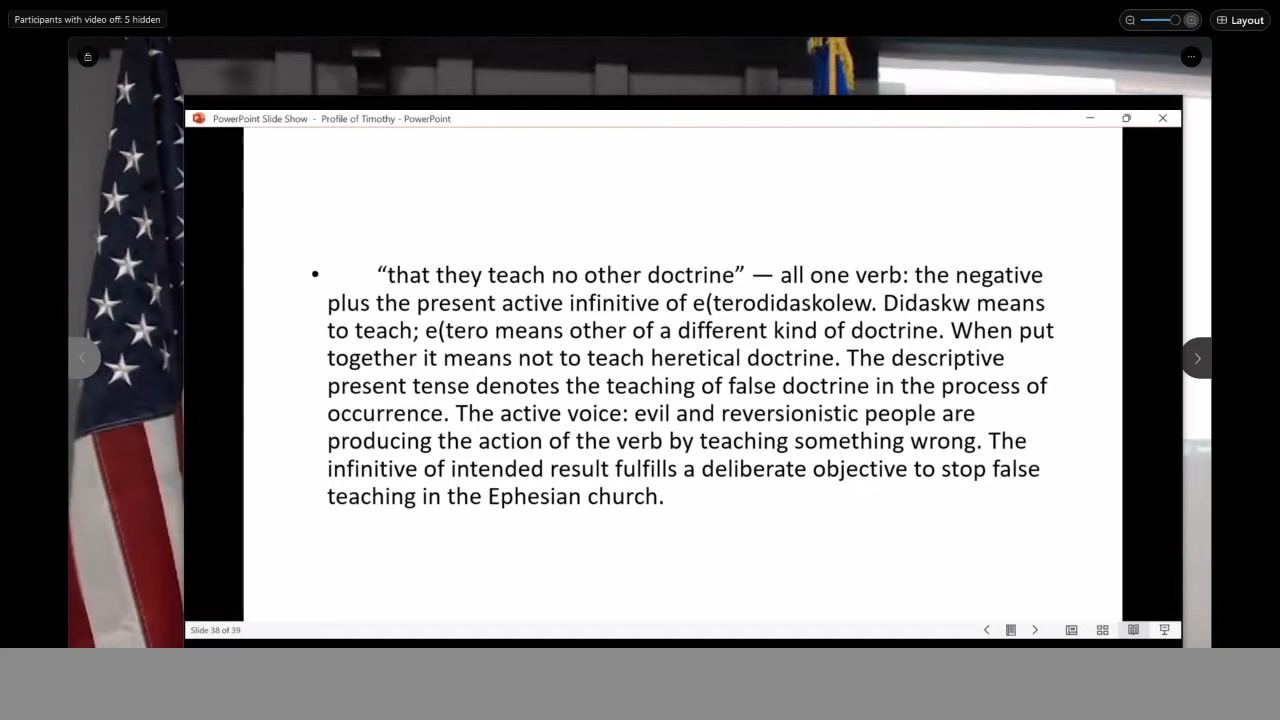 Participants with video off: 5 hidden
Layout
PowerPoint Slide Show - Profile of Timothy - PowerPoint
• “that they teach no other doctrine” — all one verb: the negative
plus the present active infinitive of e(terodidaskolew. Didaskw means
to teach; e(tero means other of a different kind of doctrine. When put
together it means not to teach heretical doctrine. The descriptive
present tense denotes the teaching of false doctrine in the process of
occurrence. The active voice: evil and reversionistic people are
producing the action of the verb by teaching something wrong. The
infinitive of intended result fulfills a deliberate objective to stop false
teaching in the Ephesian church.
Slide 38 of 39